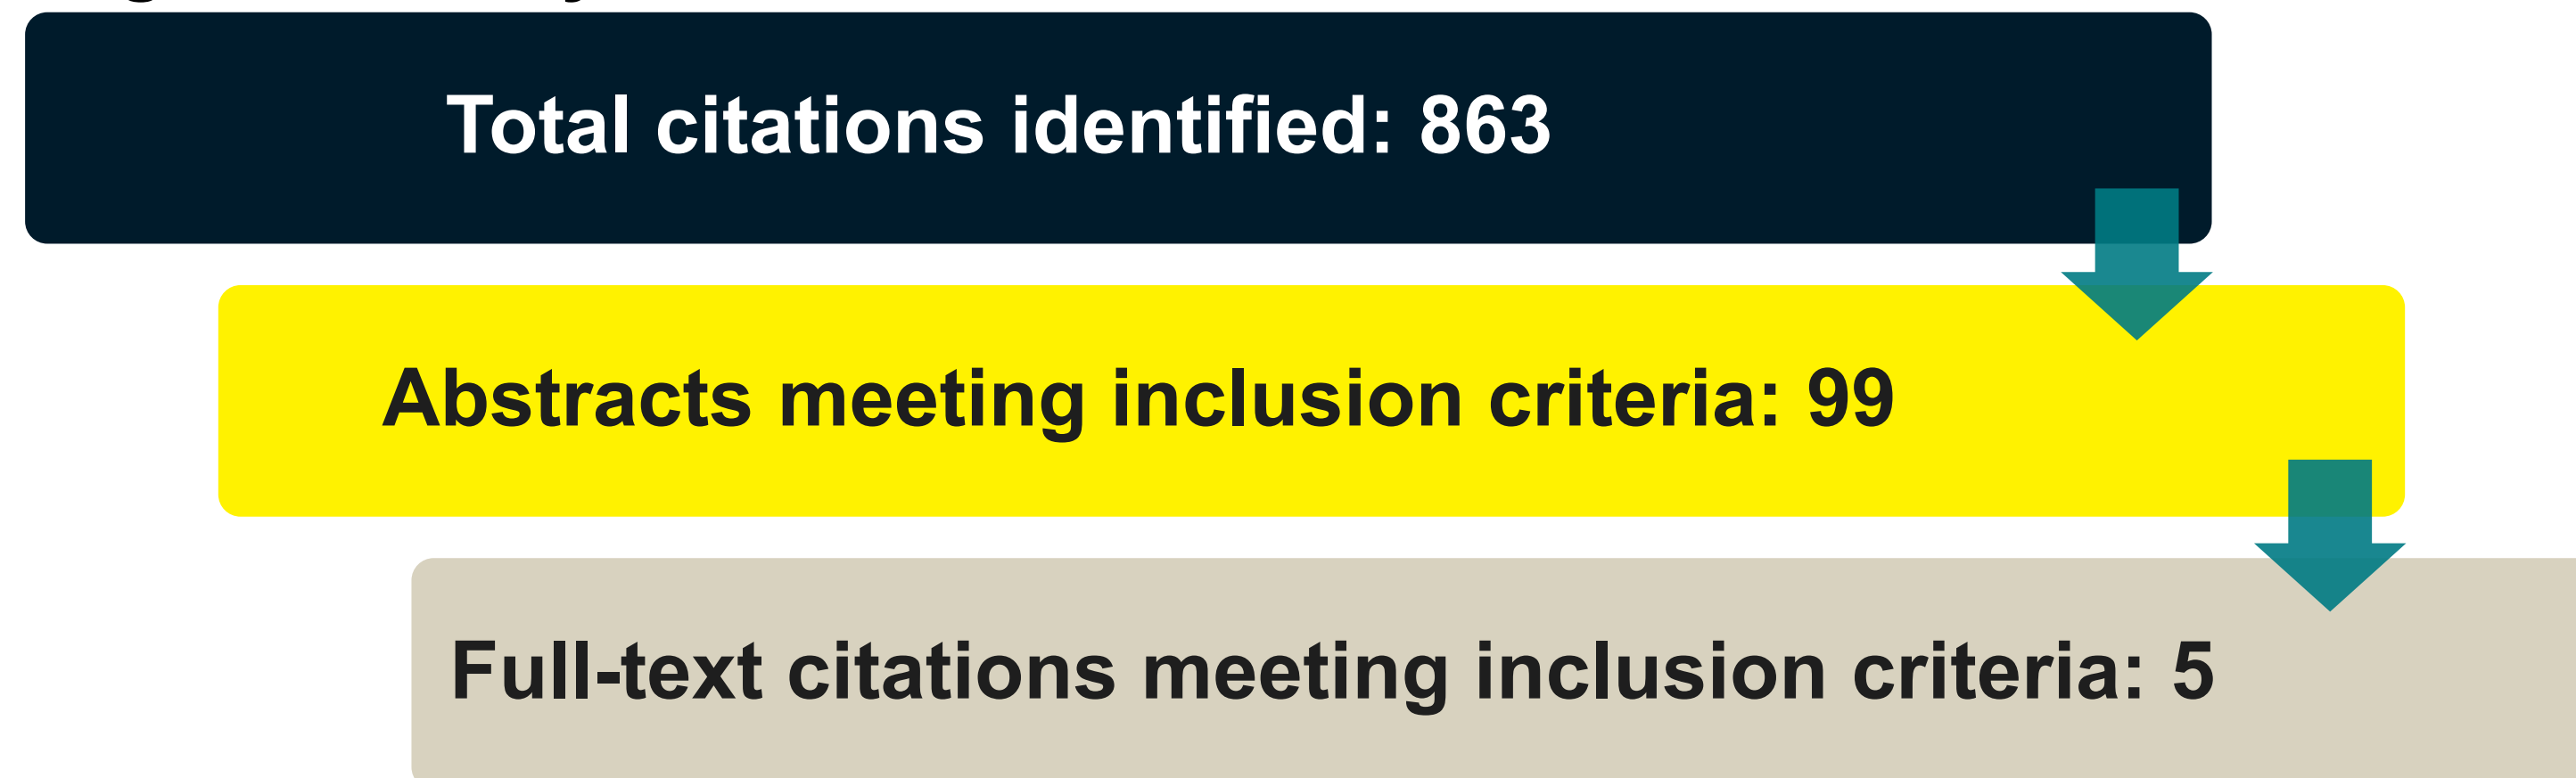 Total citations identified: 863
Abstracts meeting inclusion criteria: 99
Full-text citations meeting inclusion criteria: 5